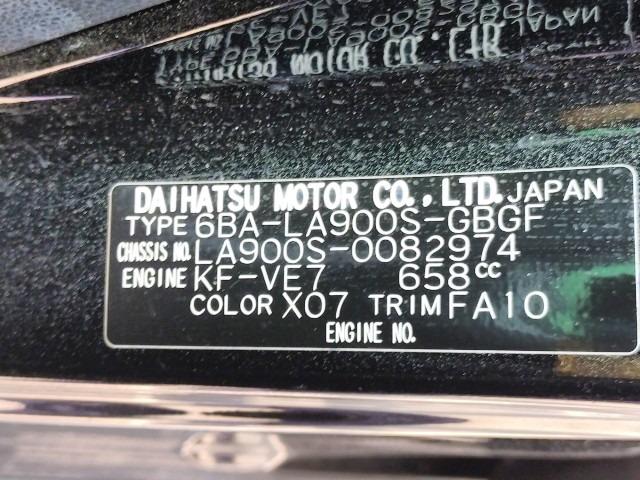 DAIHATSU MOTOR CO., LTD. JAPAN
TYPE 6BA-LA900S-GBGF
CHASSIS NO. LA900S-0082974
ENGINE KF-VE7 658cc
COLOR X07 TRIM FA10
ENGINE NO.